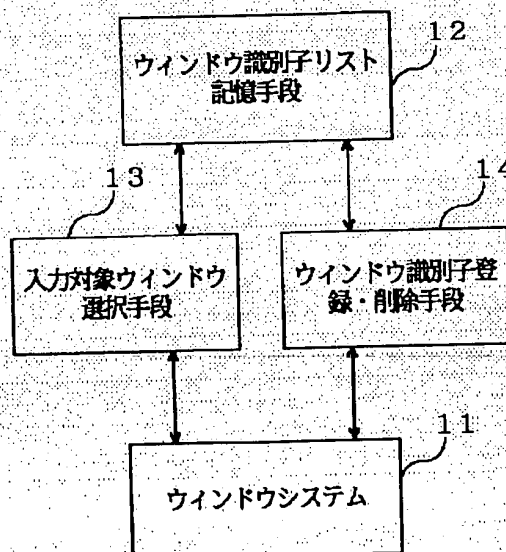 12
ウィンドウ識別子リスト
記憶手段
13
14
入力対象ウィンドウ
選択手段
ウィンドウ識別子登
録・削除手段
11
ウィンドウシステム